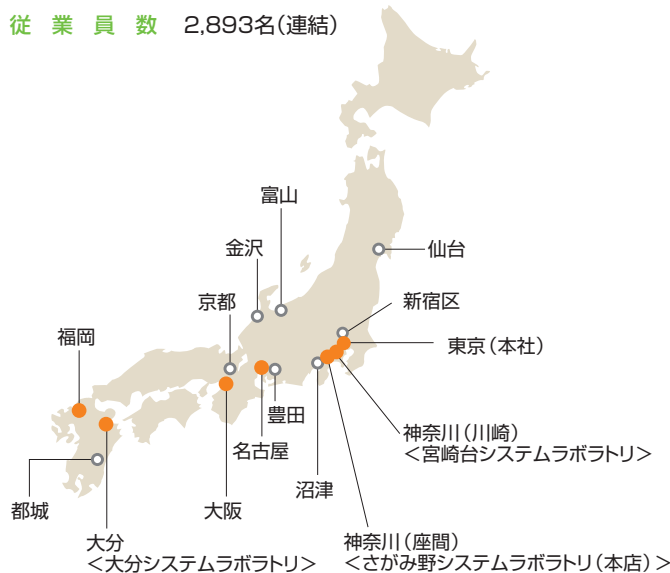 従業員数 2,893名(連結)
富山
金沢
仙台
京都
新宿区
福岡
東京(本社)
豊田
神奈川(川崎)
<宮崎台システムラボラトリ>
名古屋
沼津
都城
大阪
大分
<大分システムラボラトリ>
神奈川(座間)
<さがみ野システムラボラトリ(本店)>